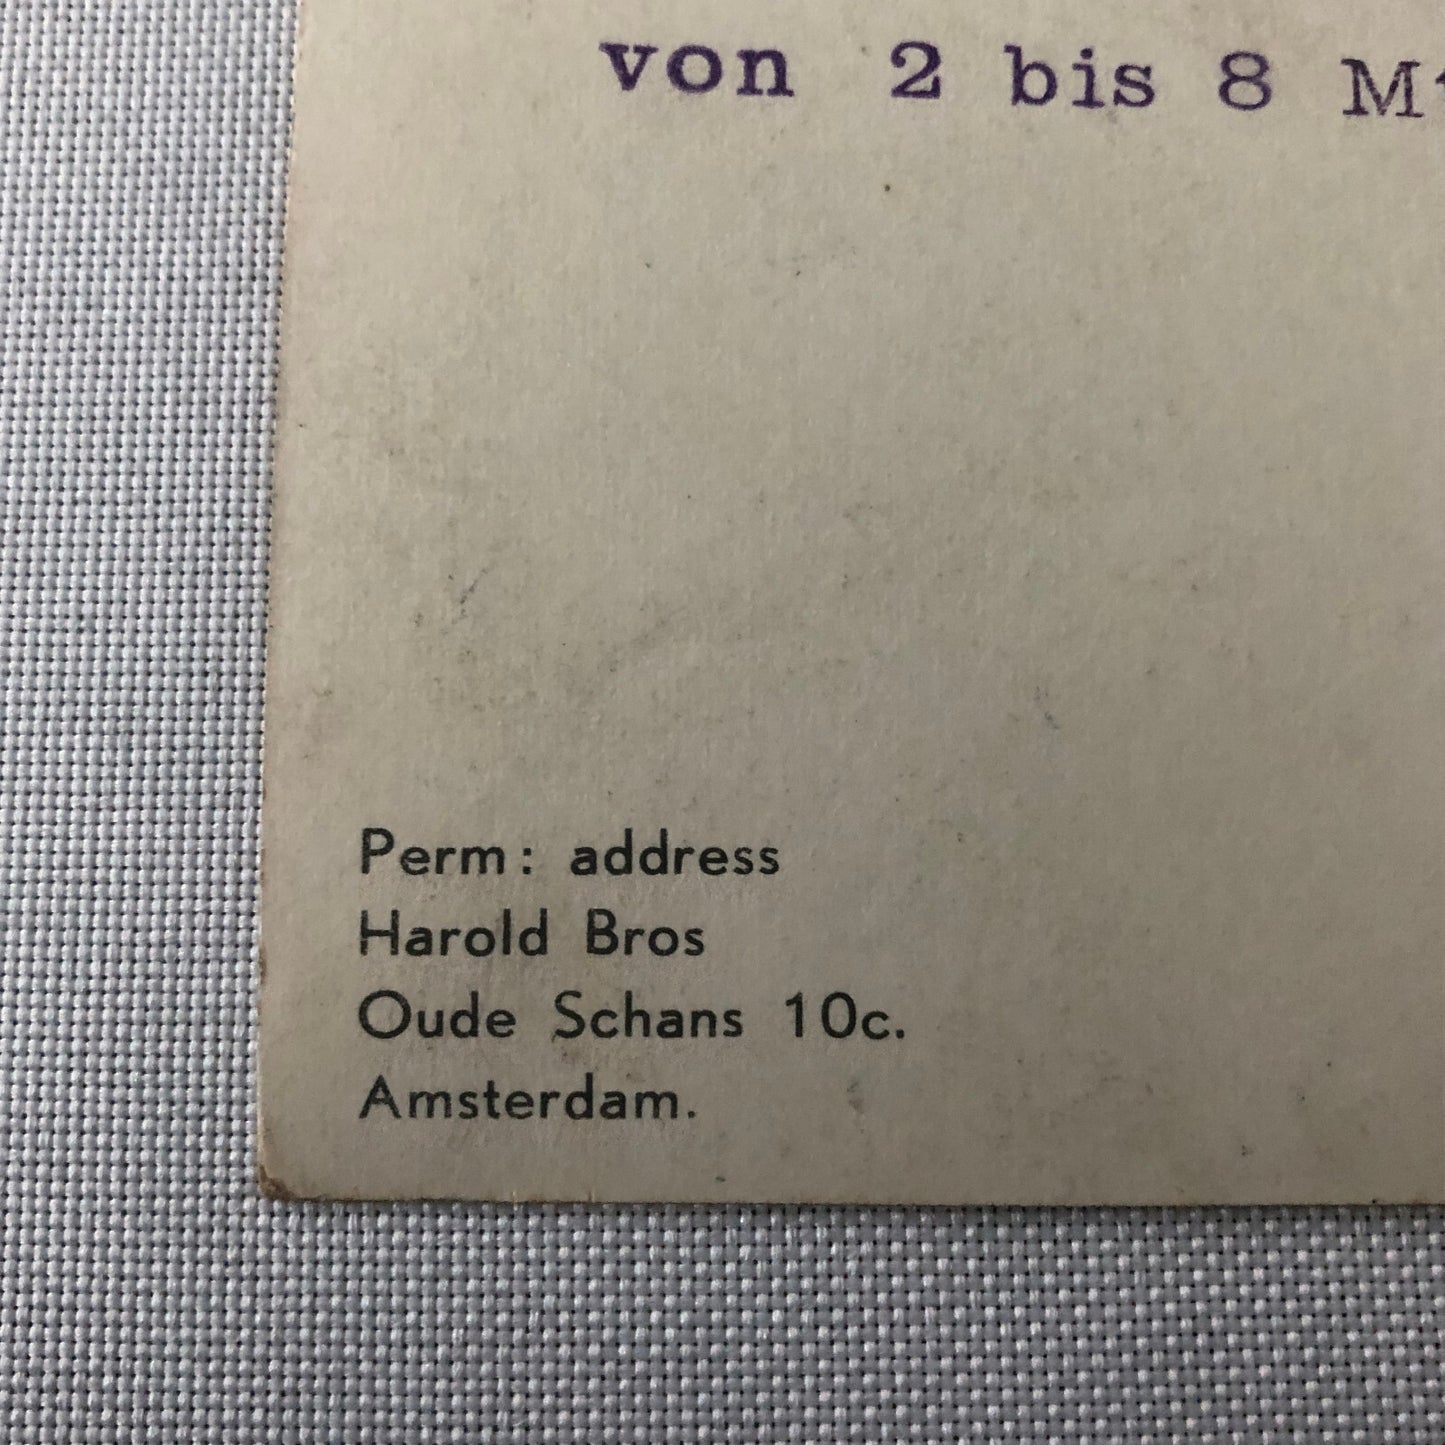 von 2 bis 8
Perm: address
Harold Bros
Oude Schans 10c.
Amsterdam.